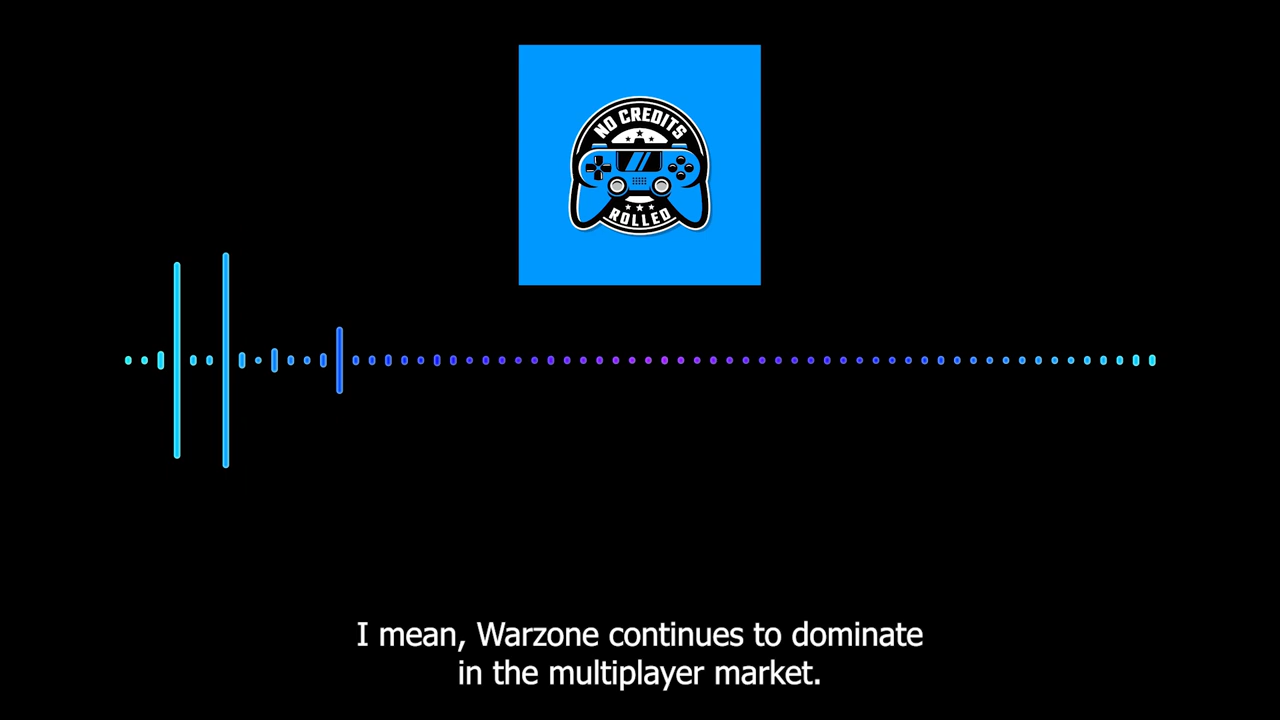 NO CREDITS
ROLLED
I mean, Warzone continues to dominate
in the multiplayer market.